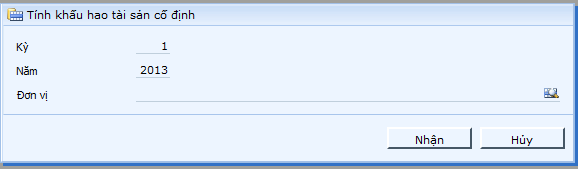 Tính khấu hao tài sản cố định
Kỳ 1
Năm 2013
Đơn vị
Nhận Hủy